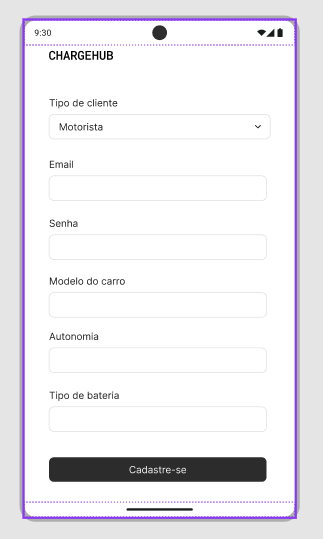 9:30
CHARGEHUB
Tipo de cliente
Motorista
Email
Senha
Modelo do carro
Autonomia
Tipo de bateria
Cadastre-se